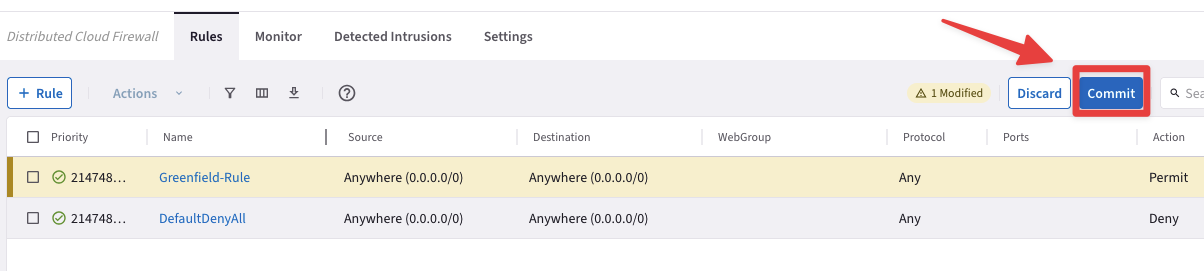 Distributed Cloud Firewall Rules Monitor Detected Intrusions Settings
+ Rule Actions ? 1 Modified Discard Commit Sea
Priority Name Source Destination WebGroup Protocol Ports Action
214748... Greenfield-Rule Anywhere (0.0.0.0/0) Anywhere (0.0.0.0/0) Any Permit
214748... DefaultDenyAll Anywhere (0.0.0.0/0) Anywhere (0.0.0.0/0) Any Deny